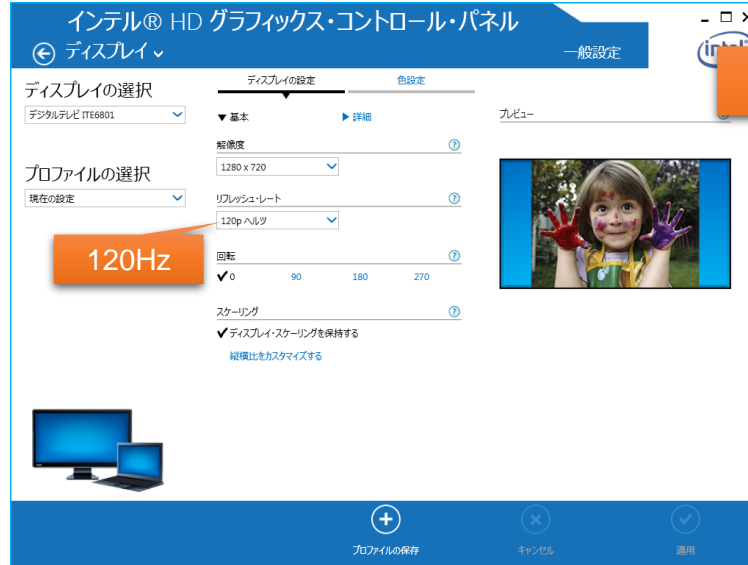 インテル® HD グラフィックス・コントロール・パネル
ディスプレイ
一般設定
ディスプレイの選択
デジタルテレビ ITE6801
プロファイルの選択
現在の設定
ディスプレイの設定
色設定
▼ 基本
▶ 詳細
解像度
?
1280 x 720
リフレッシュ・レート
?
120p ヘルツ
120Hz
回転
?
✔0 90 180 270
スケーリング
?
✔ディスプレイ・スケーリングを保持する
縦横比をカスタマイズする
プレビュー
プロファイルの保存
キャンセル
適用